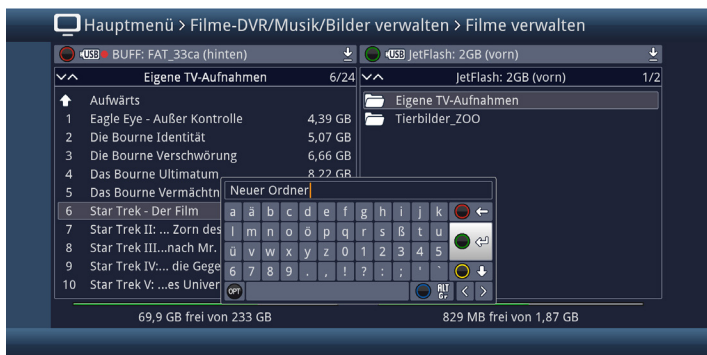 Hauptmenü > Filme-DVR/Musik/Bilder verwalten > Filme verwalten
USB BUFF: FAT_33ca (hinten)
USB JetFlash: 2GB (vorn)
Eigene TV-Aufnahmen 6/24
JetFlash: 2GB (vorn) 1/2
Aufwärts
1 Eagle Eye - Außer Kontrolle 4,39 GB
2 Die Bourne Identität 5,07 GB
3 Die Bourne Verschwörung 6,66 GB
4 Das Bourne Ultimatum 8,22 GB
5 Das Bourne Vermächtn
6 Star Trek - Der Film
7 Star Trek II: ... Zorn des
8 Star Trek III...nach Mr.
9 Star Trek IV:... die Gege
10 Star Trek V: ...es Univer
Eigene TV-Aufnahmen
Tierbilder_ZOO
Neuer Ordner
a ä b c d e f g h i j k
l m n o ö p q r s ß t u
ü v w x y z 0 1 2 3 4 5
6 7 8 9 . , ! ? : ; ' `
OPT ALT Gr < >
69,9 GB frei von 233 GB
829 MB frei von 1,87 GB